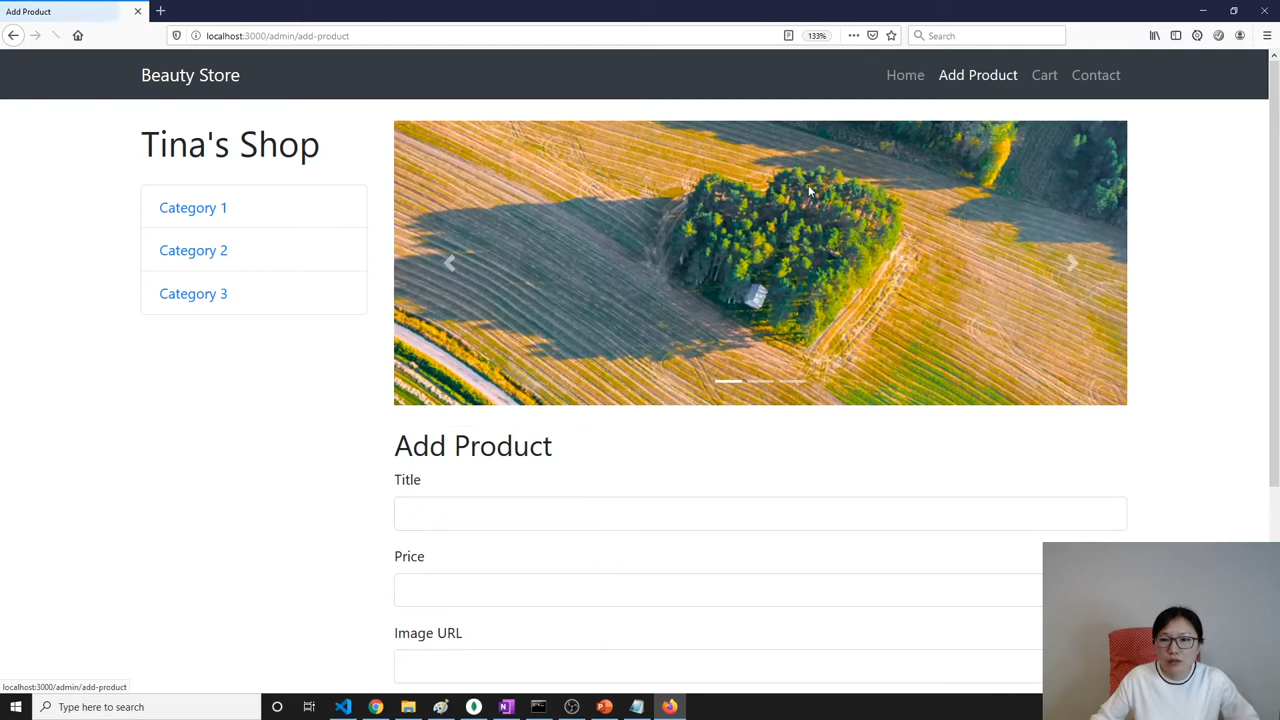 Add Product
localhost:3000/admin/add-product
133%
Search
Beauty Store
Home Add Product Cart Contact
Tina's Shop
Category 1
Category 2
Category 3
Add Product
Title
Price
Image URL
localhost:3000/admin/add-product
Type here to search